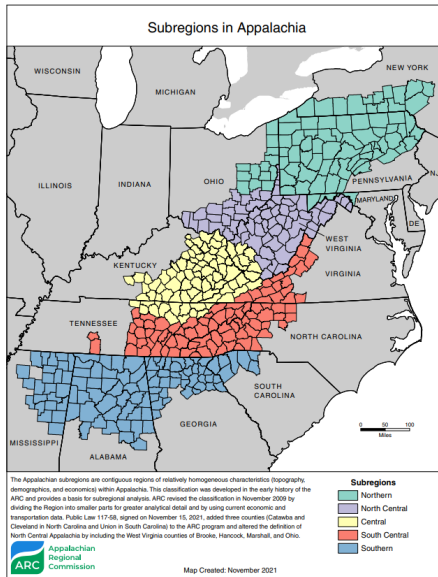 Subregions in Appalachia
WISCONSIN
MICHIGAN
NEW YORK
ILLINOIS
INDIANA
OHIO
PENNSYLVANIA
NJ
MARYLAND
DE
WEST
VIRGINIA
VIRGINIA
KENTUCKY
TENNESSEE
NORTH CAROLINA
SOUTH
CAROLINA
GEORGIA
MISSISSIPPI
ALABAMA
0 50 100
Miles
The Appalachian subregions are contiguous regions of relatively homogeneous characteristics (topography,
demographics, and economics) within Appalachia. This classification was developed in the early history of the
ARC and provides a basis for subregional analysis. ARC revised the classification in November 2009 by
dividing the Region into smaller parts for greater analytical detail and by using current economic and
transportation data. Public Law 117-58, signed on November 15, 2021, added three counties (Catawba and
Cleveland in North Carolina and Union in South Carolina) to the ARC program and altered the definition of
North Central Appalachia by including the West Virginia counties of Brooke, Hancock, Marshall, and Ohio.
Subregions
Northern
North Central
Central
South Central
Southern
ARC
Appalachian
Regional
Commission
Map Created: November 2021